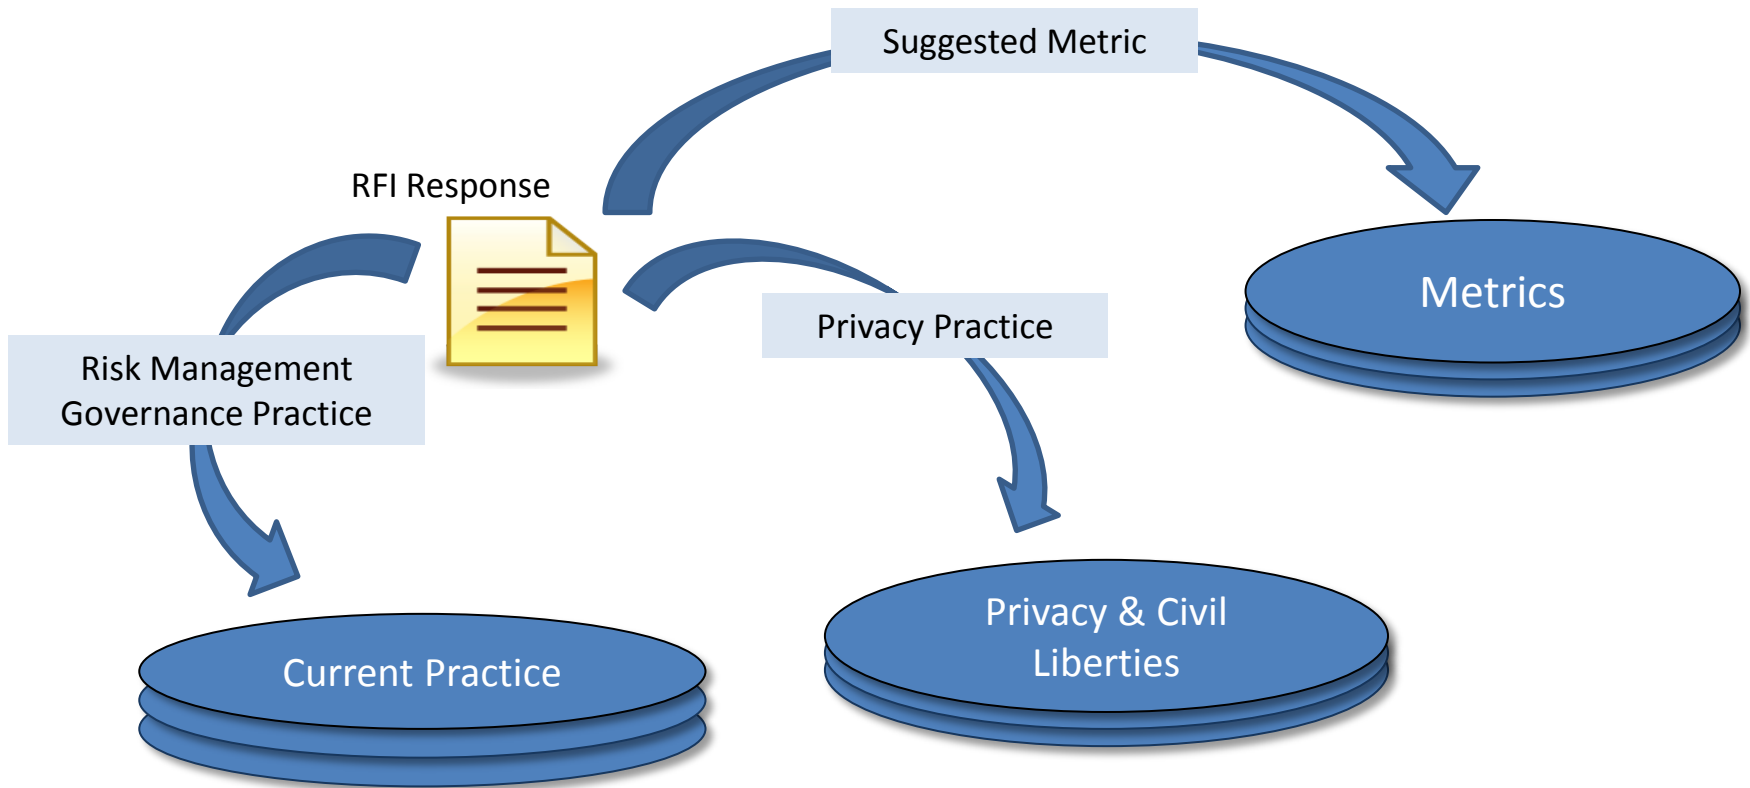 Suggested Metric
RFI Response
Metrics
Privacy Practice
Risk Management
Governance Practice
Privacy & Civil
Liberties
Current Practice